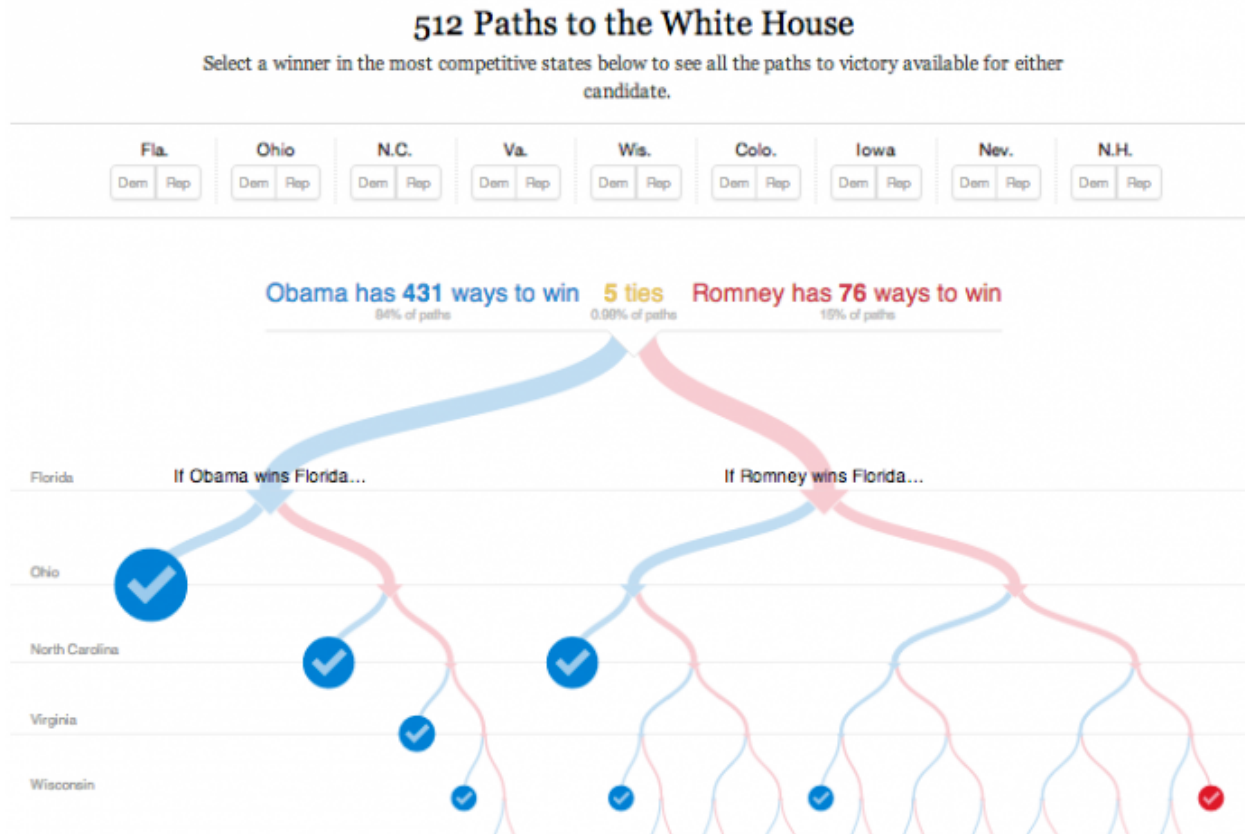 512 Paths to the White House
Select a winner in the most competitive states below to see all the paths to victory available for either
candidate.
Fla. Ohio N.C. Va. Wis. Colo. Iowa Nev. N.H.
Dem Rep Dem Rep Dem Rep Dem Rep Dem Rep Dem Rep Dem Rep Dem Rep Dem Rep
Obama has 431 ways to win 5 ties Romney has 76 ways to win
84% of paths 0.98% of paths 15% of paths
Florida If Obama wins Florida... If Romney wins Florida...
Ohio
North Carolina
Virginia
Wisconsin